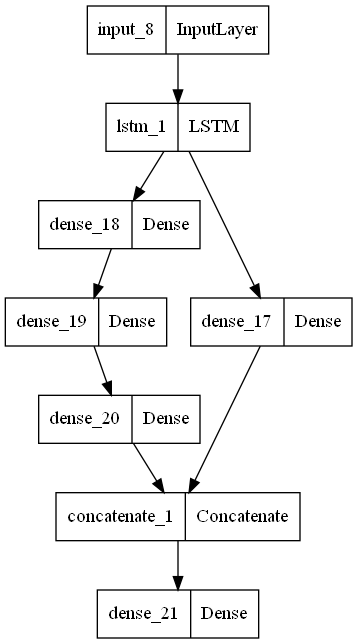 input_8 InputLayer
lstm_1 LSTM
dense_18 Dense
dense_19 Dense
dense_17 Dense
dense_20 Dense
concatenate_1 Concatenate
dense_21 Dense